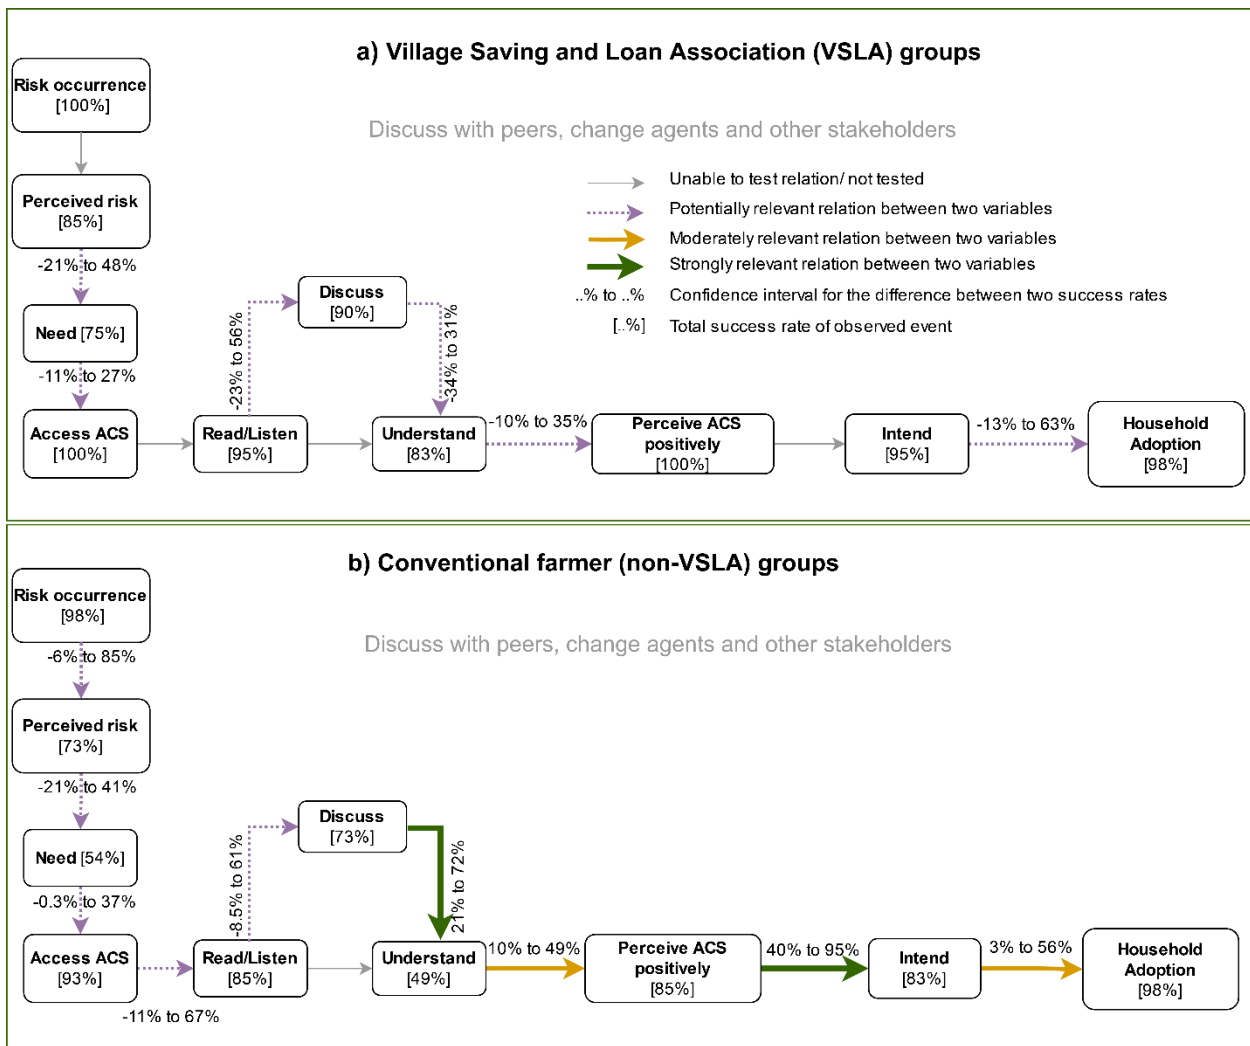 a) Village Saving and Loan Association (VSLA) groups
Risk occurrence
[100%]
Discuss with peers, change agents and other stakeholders
Unable to test relation/ not tested
Potentially relevant relation between two variables
Moderately relevant relation between two variables
Strongly relevant relation between two variables
..% to ..%
Confidence interval for the difference between two success rates
[..%]
Total success rate of observed event
Perceived risk
[85%]
-21% to 48%
Need [75%]
-11% to 27%
Access ACS
[100%]
Read/Listen
[95%]
-23% to 56%
Discuss
[90%]
-34% to 31%
Understand
[83%]
-10% to 35%
Perceive ACS
positively
[100%]
Intend
[95%]
-13% to 63%
Household
Adoption
[98%]
b) Conventional farmer (non-VSLA) groups
Risk occurrence
[98%]
Discuss with peers, change agents and other stakeholders
-6% to 85%
Perceived risk
[73%]
-21% to 41%
Need [54%]
-0.3% to 37%
Access ACS
[93%]
-11% to 67%
Read/Listen
[85%]
-8.5% to 61%
Discuss
[73%]
21% to 72%
Understand
[49%]
10% to 49%
Perceive ACS
positively
[85%]
40% to 95%
Intend
[83%]
3% to 56%
Household
Adoption
[98%]